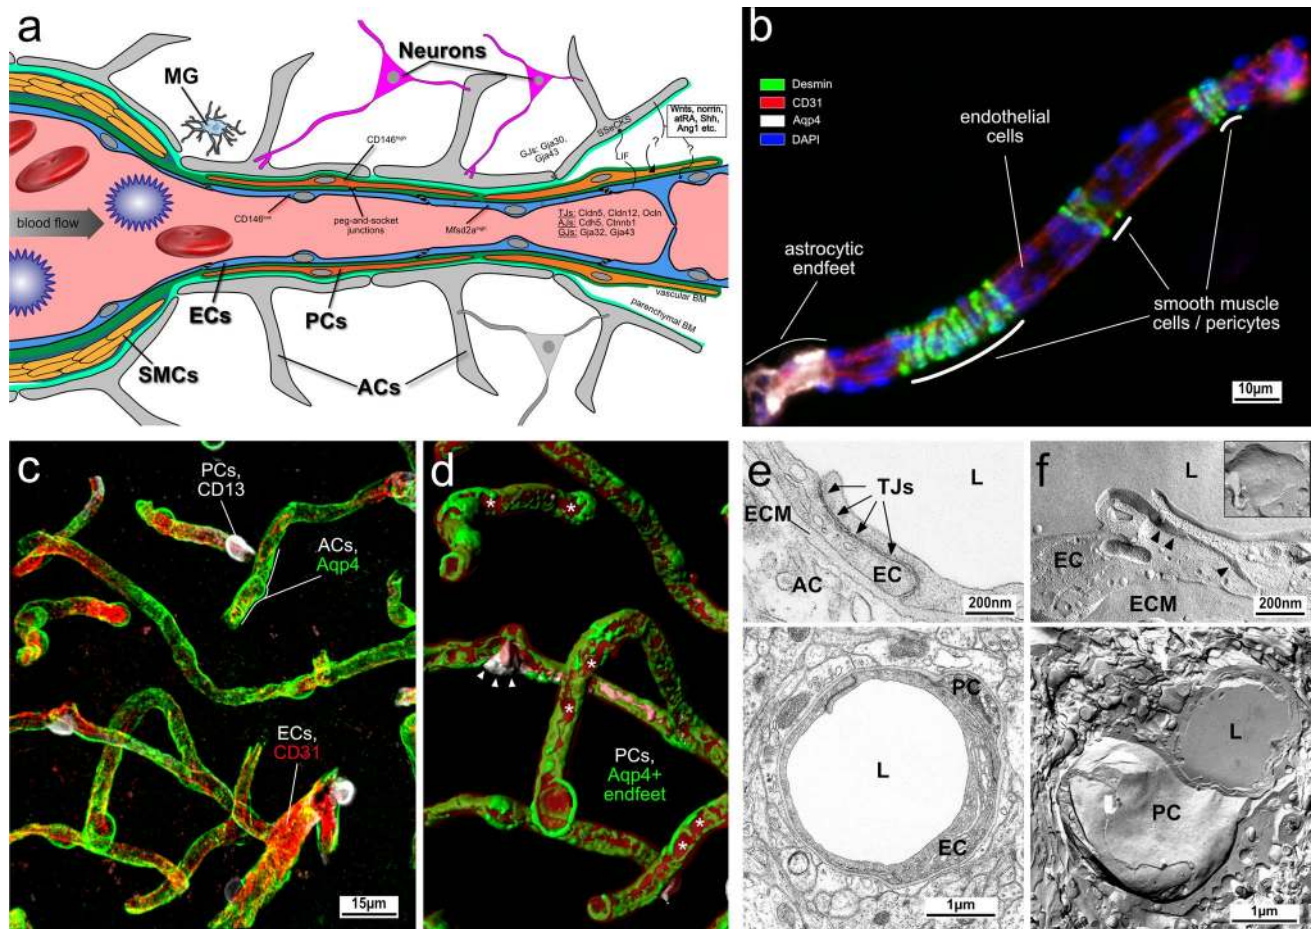 a
MG
Neurons
CD146high
GJs: Gja30,
Gja43
SSeCKS
LIF
Wnts, norrin,
atRA, Shh,
Ang1 etc.
?
?
blood flow
CD146low
peg-and-socket
junctions
Mfsd2ahigh
TJs: Cldn5, Cldn12, Ocln
AJs: Cdh5, Ctnnb1
GJs: Gja32, Gja43
ECs
PCs
vascular BM
parenchymal BM
SMCs
ACs
b
Desmin
CD31
Aqp4
DAPI
endothelial
cells
astrocytic
endfeet
smooth muscle
cells / pericytes
10µm
c
PCs,
CD13
ACs,
Aqp4
ECs,
CD31
15µm
d
* *
*
*
PCs,
Aqp4+
endfeet
*
*
e
TJs
L
ECM
EC
AC
200nm
PC
L
EC
1µm
f
L
EC
ECM
200nm
L
PC
1µm